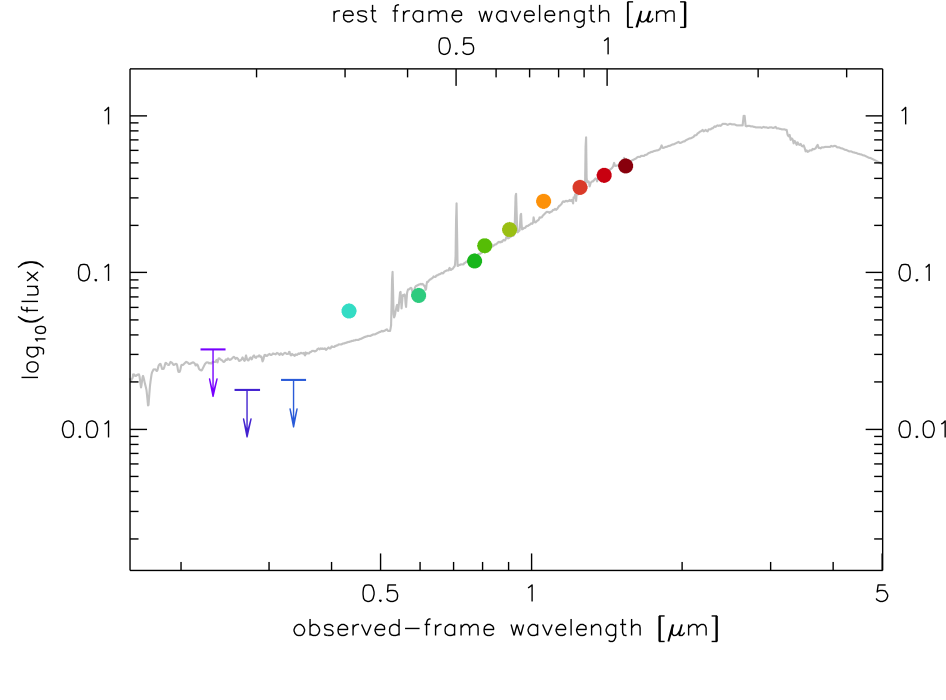 rest frame wavelength [μm]
0.5 1
1 1
0.1 0.1
0.01 0.01
log10(flux)
0.5 1 5
observed-frame wavelength [μm]